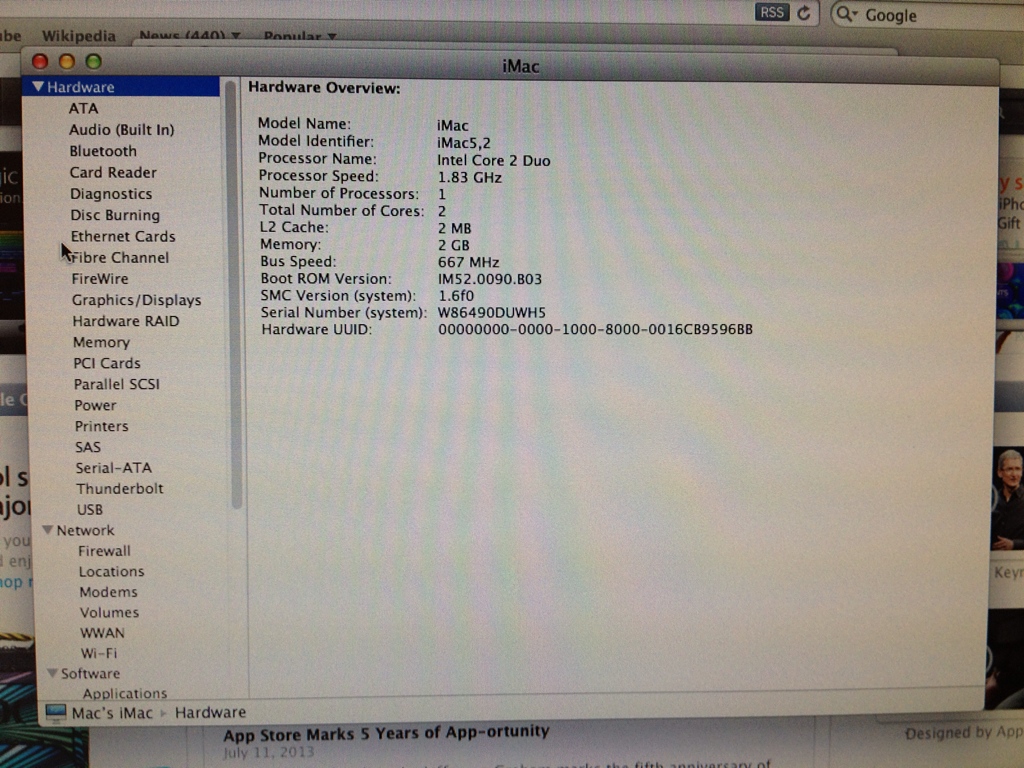 RSS
Google
Wikipedia
News (440)
Popular
iMac
Hardware
ATA
Audio (Built In)
Bluetooth
Card Reader
Diagnostics
Disc Burning
Ethernet Cards
Fibre Channel
FireWire
Graphics/Displays
Hardware RAID
Memory
PCI Cards
Parallel SCSI
Power
Printers
SAS
Serial-ATA
Thunderbolt
USB
Network
Firewall
Locations
Modems
Volumes
WWAN
Wi-Fi
Software
Applications
Hardware Overview:
Model Name: iMac
Model Identifier: iMac5,2
Processor Name: Intel Core 2 Duo
Processor Speed: 1.83 GHz
Number of Processors: 1
Total Number of Cores: 2
L2 Cache: 2 MB
Memory: 2 GB
Bus Speed: 667 MHz
Boot ROM Version: IM52.0090.B03
SMC Version (system): 1.6f0
Serial Number (system): W86490DUWH5
Hardware UUID: 00000000-0000-1000-8000-0016CB9596BB
Mac's iMac Hardware
App Store Marks 5 Years of App-ortunity
July 11, 2013
the fifth anniversary of
Designed by App
Gift